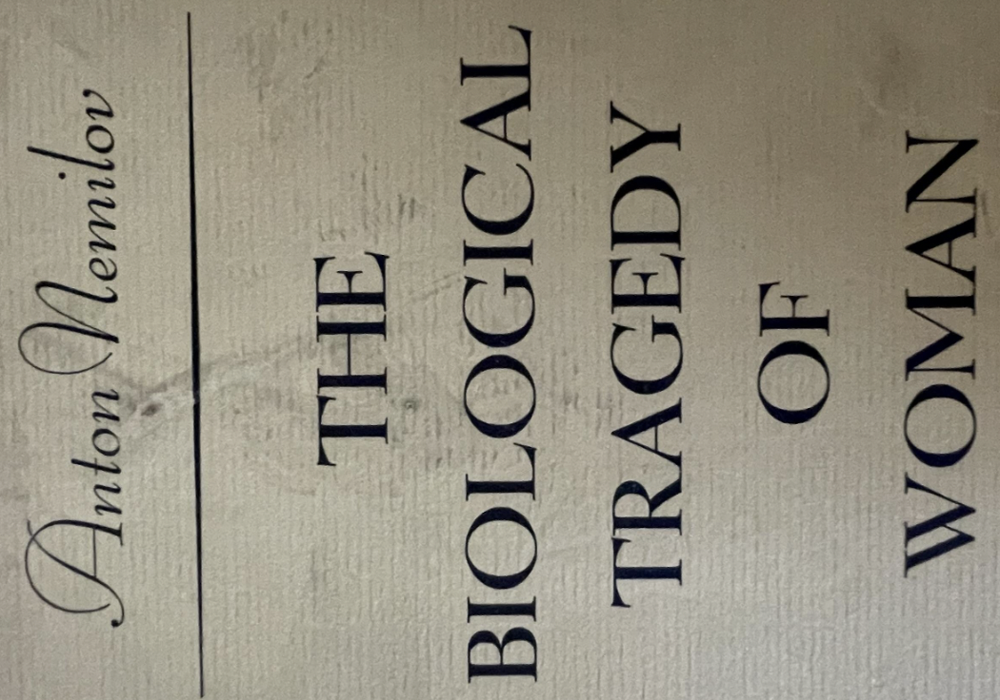 Anton Nemilov
THE
BIOLOGICAL
TRAGEDY
OF
WOMAN